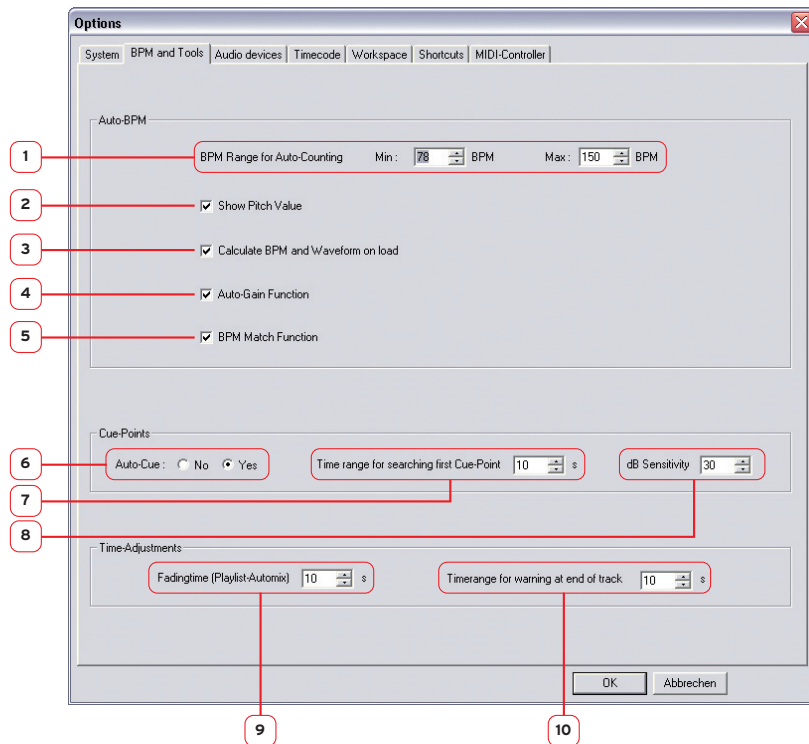 Options
System BPM and Tools Audio devices Timecode Workspace Shortcuts MIDI-Controller
Auto-BPM
1 BPM Range for Auto-Counting Min : 78 BPM Max : 150 BPM
2 Show Pitch Value
3 Calculate BPM and Waveform on load
4 Auto-Gain Function
5 BPM Match Function
Cue-Points
6 Auto-Cue : No Yes Time range for searching first Cue-Point 10 s dB Sensitivity 30
7
8
Time-Adjustments
Fadingtime (Playlist-Automix) 10 s Timerange for warning at end of track 10 s
OK Abbrechen
9 10